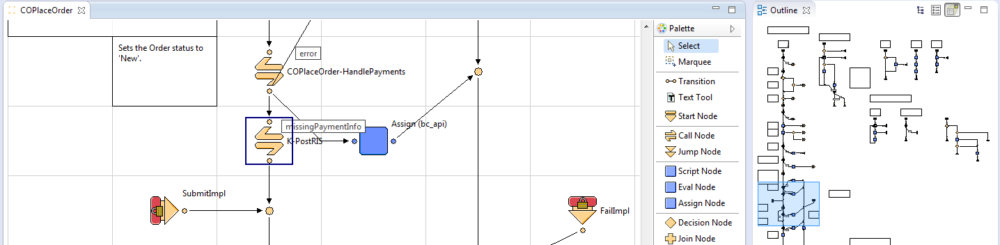 COPlaceOrder
Sets the Order status to
'New'.
error
COPlaceOrder-HandlePayments
missingPaymentInfo
K-PostRIS
Assign (bc_api)
SubmitImpl
FailImpl
Palette
Select
Marquee
Transition
Text Tool
Start Node
Call Node
Jump Node
Script Node
Eval Node
Assign Node
Decision Node
Join Node
Outline